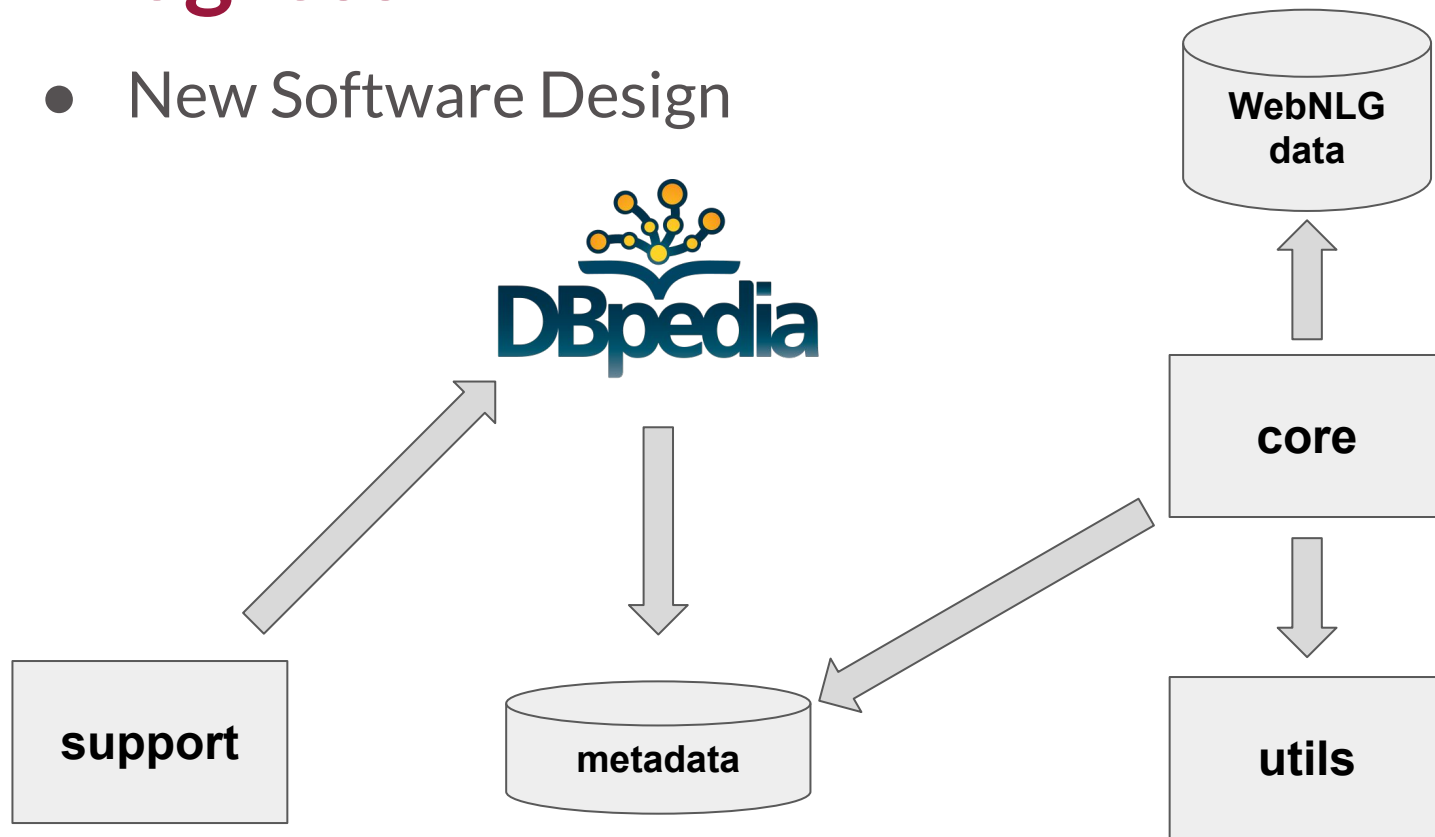 ● New Software Design
WebNLG
data
DBpedia
core
support
metadata
utils